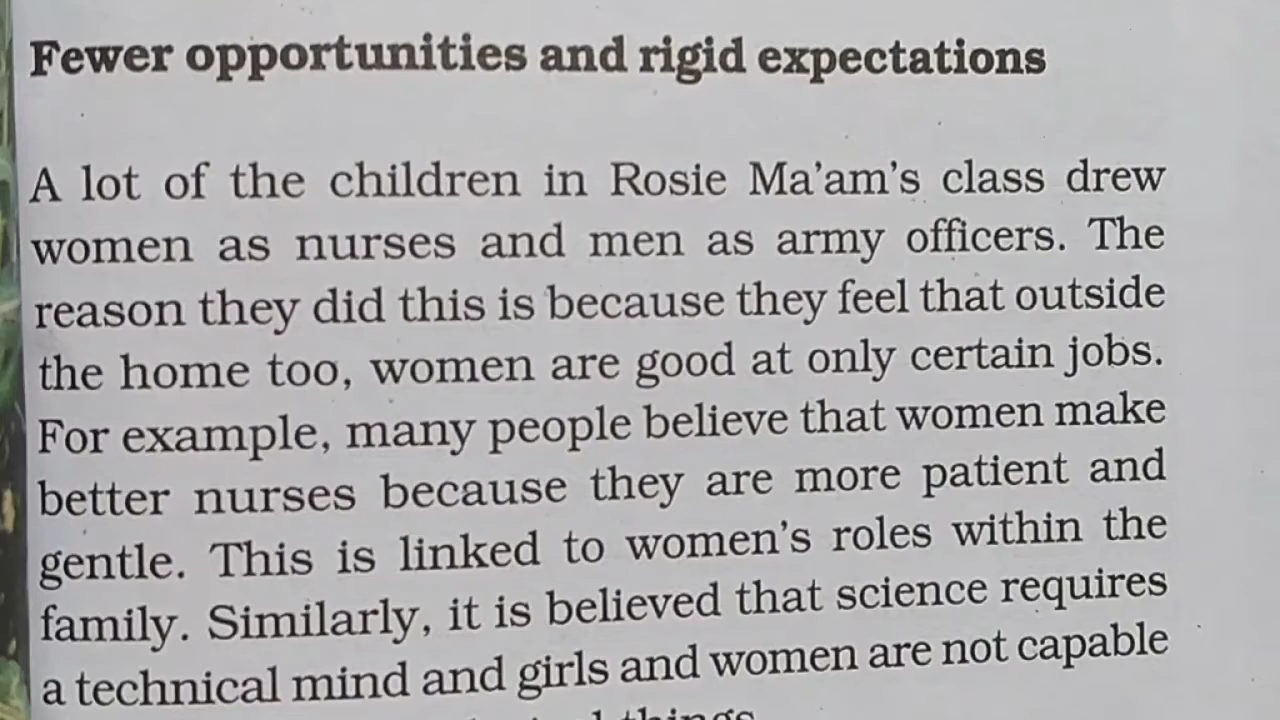 Fewer opportunities and rigid expectations
A lot of the children in Rosie Ma'am's class drew
women as nurses and men as army officers. The
reason they did this is because they feel that outside
the home too, women are good at only certain jobs.
For example, many people believe that women make
better nurses because they are more patient and
gentle. This is linked to women's roles within the
family. Similarly, it is believed that science requires
a technical mind and girls and women are not capable
things.